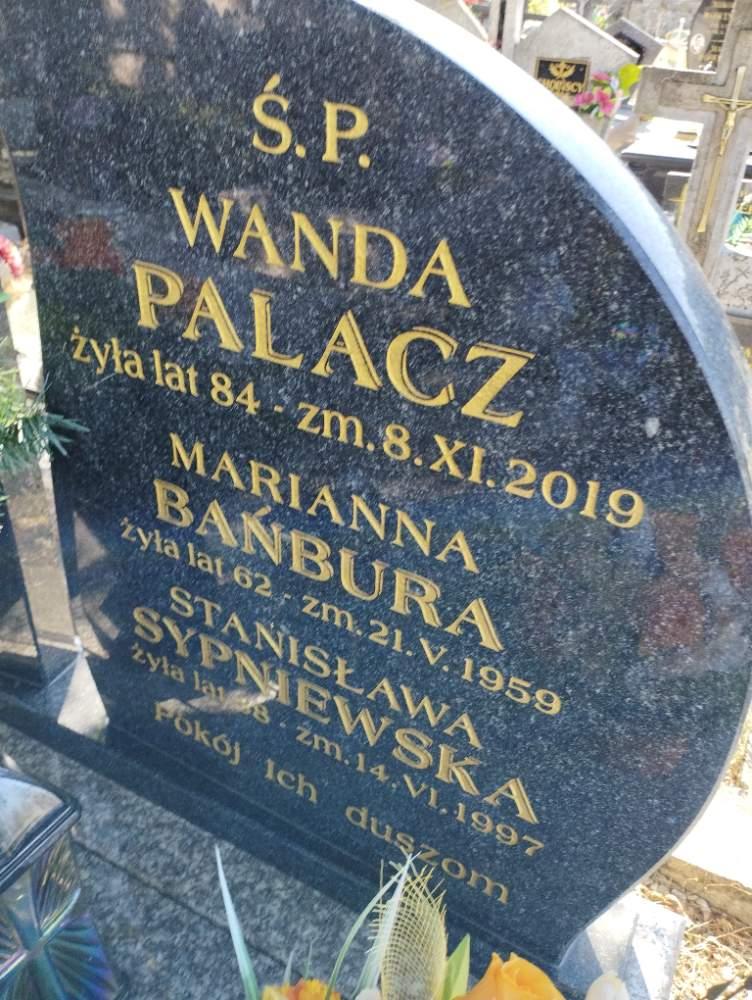 Ś.P.
WANDA
PALACZ
żyła lat 84 - zm. 8. XI. 2019
MARIANNA
BAŃBURA
żyła lat 62 - zm. 21. V. 1959
STANISŁAWA
SYPNIEWSKA
żyła lat - zm. 14. VI. 1997
Pokój Ich duszom